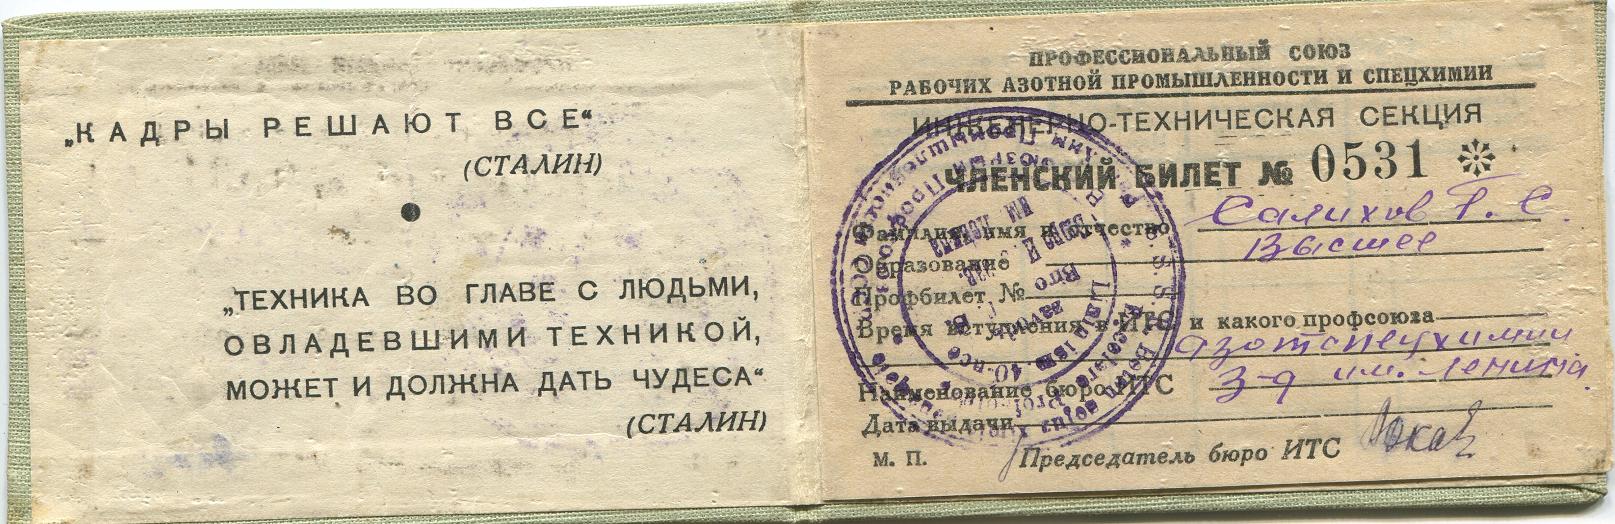 „КАДРЫ РЕШАЮТ ВСЕ“
(СТАЛИН)
„ТЕХНИКА ВО ГЛАВЕ С ЛЮДЬМИ,
ОВЛАДЕВШИМИ ТЕХНИКОЙ,
МОЖЕТ И ДОЛЖНА ДАТЬ ЧУДЕСА“
(СТАЛИН)
ПРОФЕССИОНАЛЬНЫЙ СОЮЗ
РАБОЧИХ АЗОТНОЙ ПРОМЫШЛЕННОСТИ И СПЕЦХИМИИ
ИНЖЕНЕРНО-ТЕХНИЧЕСКАЯ СЕКЦИЯ
ЧЛЕНСКИЙ БИЛЕТ № 0531
Фамилия, имя и отчество Салихов Г. С.
Образование Высшее
Профбилет №
Время вступления в ИТС и какого профсоюза
азотспецхимии
Наименование бюро ИТС з-д им. Ленина.
Дата выдачи
М. П. Председатель бюро ИТС